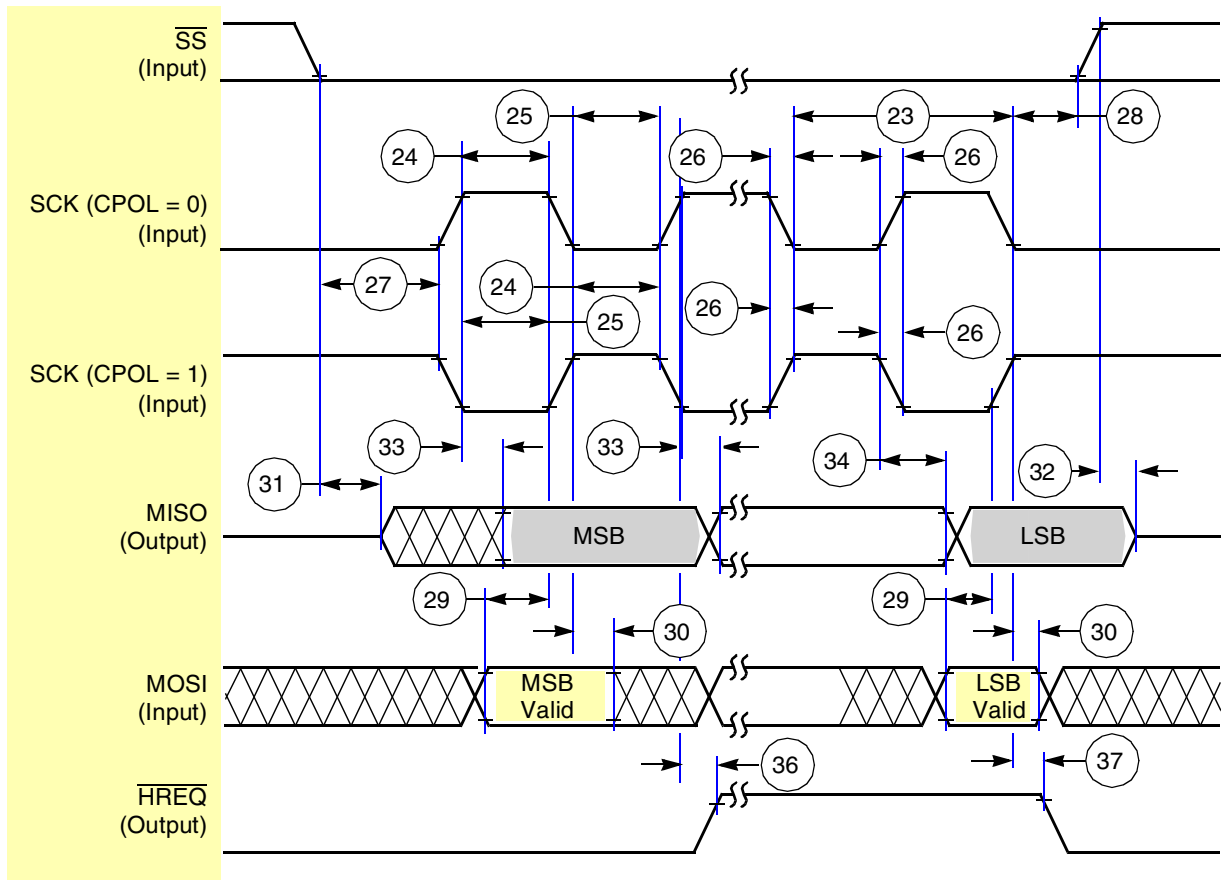 SS
(Input)
25
23
28
24
26
26
SCK (CPOL = 0)
(Input)
27
24
26
25
26
SCK (CPOL = 1)
(Input)
33
33
34
32
31
MISO
(Output)
MSB
LSB
29
29
30
30
MOSI
(Input)
MSB
Valid
LSB
Valid
36
37
HREQ
(Output)